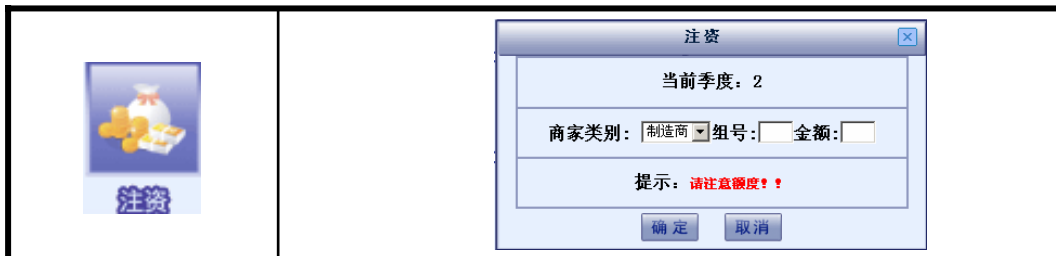 注资
注资
当前季度：2
商家类别： 制造商 组号： 金额：
提示：请注意额度！！
确定 取消